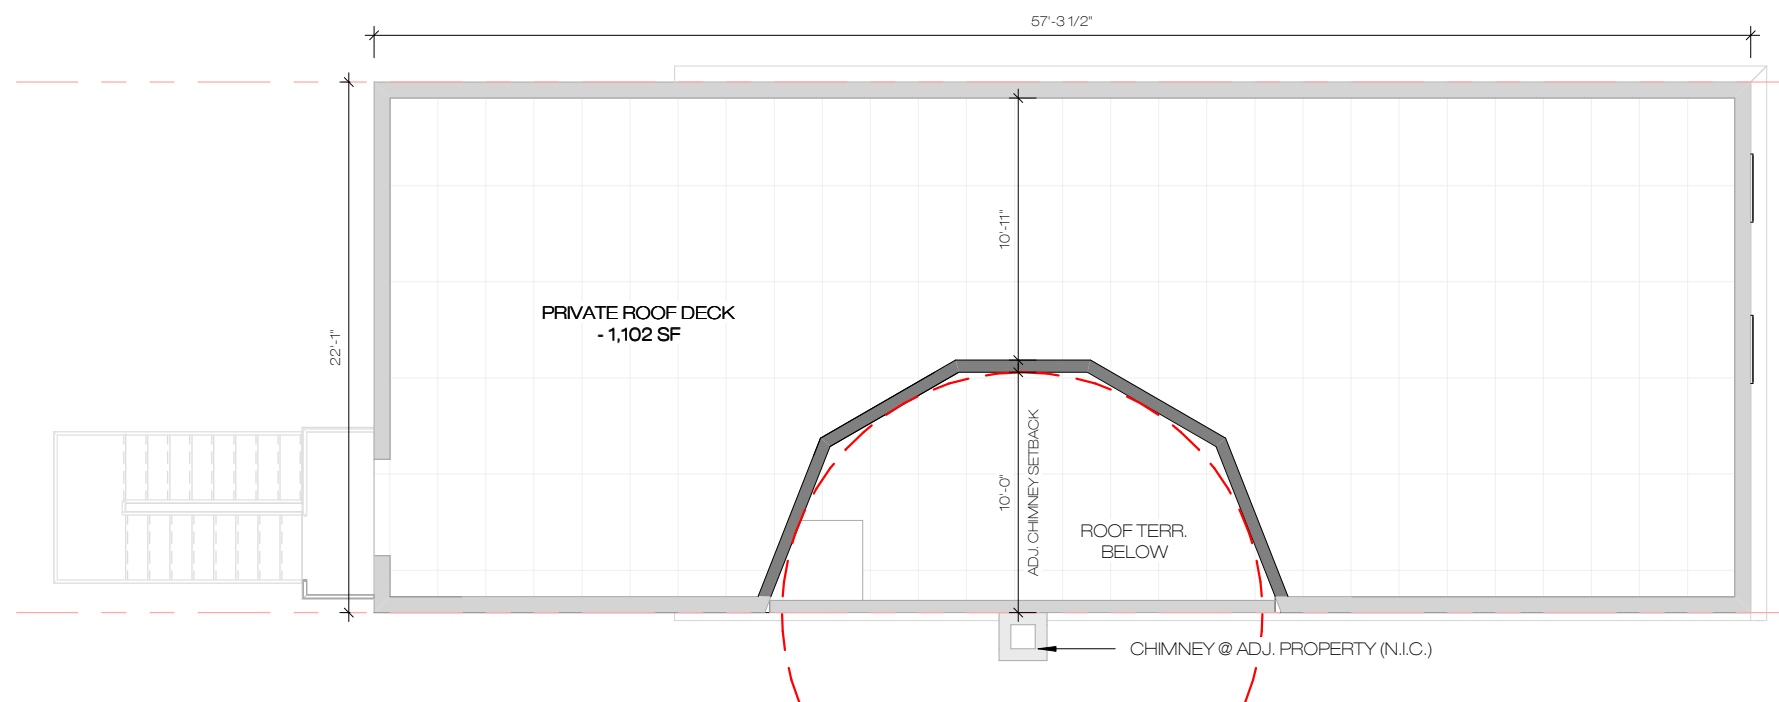 57'-3 1/2"
22'-1"
10'-11"
PRIVATE ROOF DECK
- 1,102 SF
10'-0"
ADJ. CHIMNEY SETBACK
ROOF TERR.
BELOW
CHIMNEY @ ADJ. PROPERTY (N.I.C.)